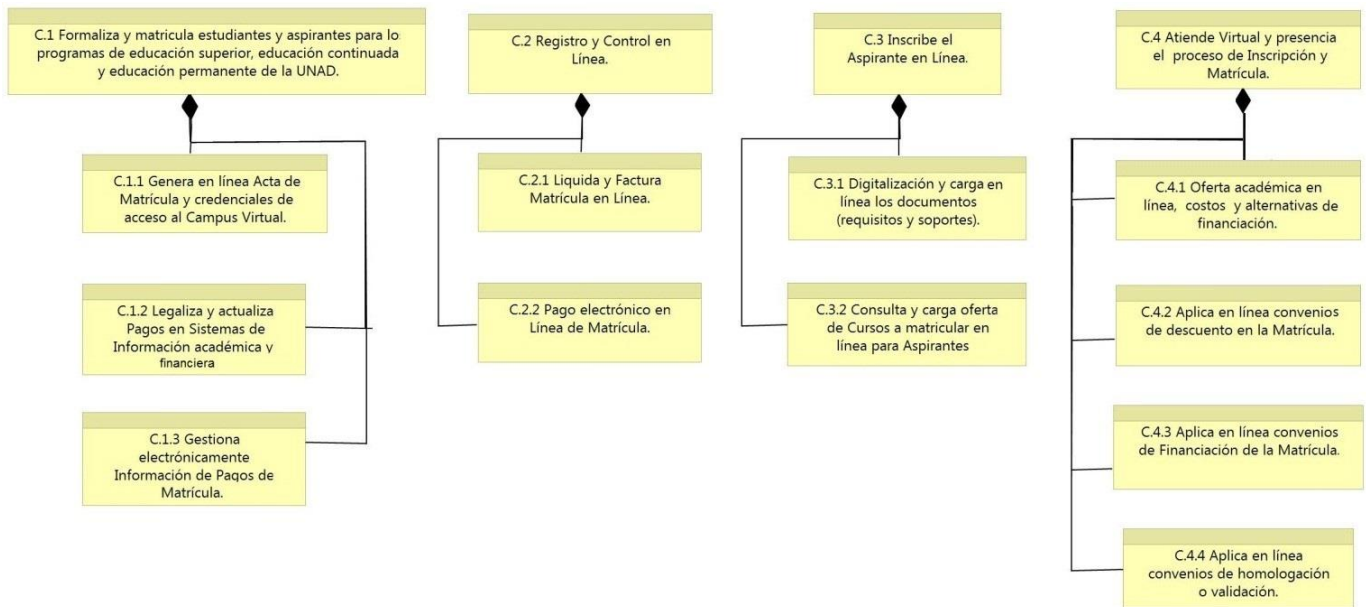 C.1 Formaliza y matricula estudiantes y aspirantes para lo
programas de educación superior, educación continuada
y educación permanente de la UNAD.
C.1.1 Genera en línea Acta de
Matrícula y credenciales de
acceso al Campus Virtual.
C.1.2 Legaliza y actualiza
Pagos en Sistemas de
Información académica y
financiera
C.1.3 Gestiona
electrónicamente
Información de Pagos de
Matrícula.
C.2 Registro y Control en
Línea.
C.2.1 Liquida y Factura
Matrícula en Línea.
C.2.2 Pago electrónico en
Línea de Matrícula.
C.3 Inscribe el
Aspirante en Línea.
C.3.1 Digitalización y carga en
línea los documentos
(requisitos y soportes).
C.3.2 Consulta y carga oferta
de Cursos a matricular en
línea para Aspirantes
C.4 Atiende Virtual y presencia
el proceso de Inscripción y
Matrícula.
C.4.1 Oferta académica en
línea, costos y alternativas de
financiación.
C.4.2 Aplica en línea convenios
de descuento en la Matrícula.
C.4.3 Aplica en línea convenios
de Financiación de la Matrícula.
C.4.4 Aplica en línea
convenios de homologación
o validación.